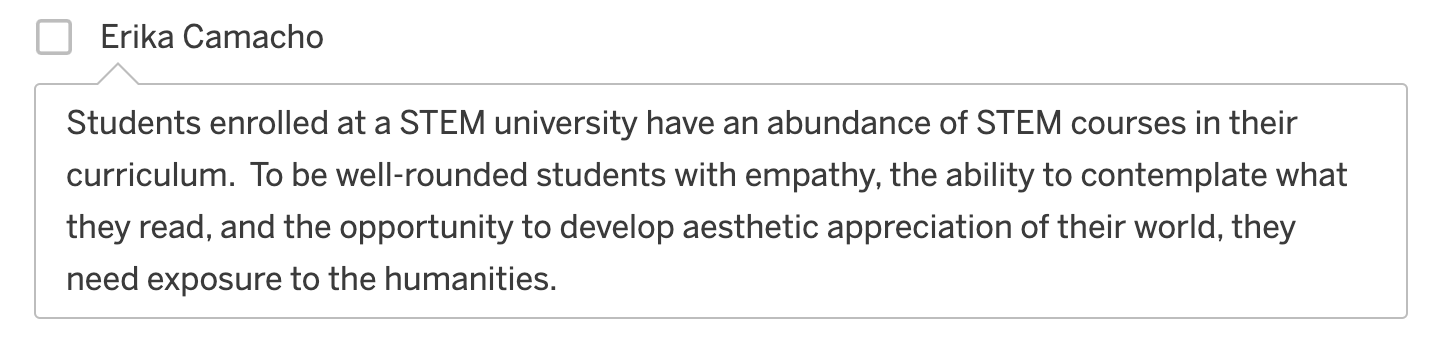 Erika Camacho
Students enrolled at a STEM university have an abundance of STEM courses in their
curriculum.  To be well-rounded students with empathy, the ability to contemplate what
they read, and the opportunity to develop aesthetic appreciation of their world, they
need exposure to the humanities.